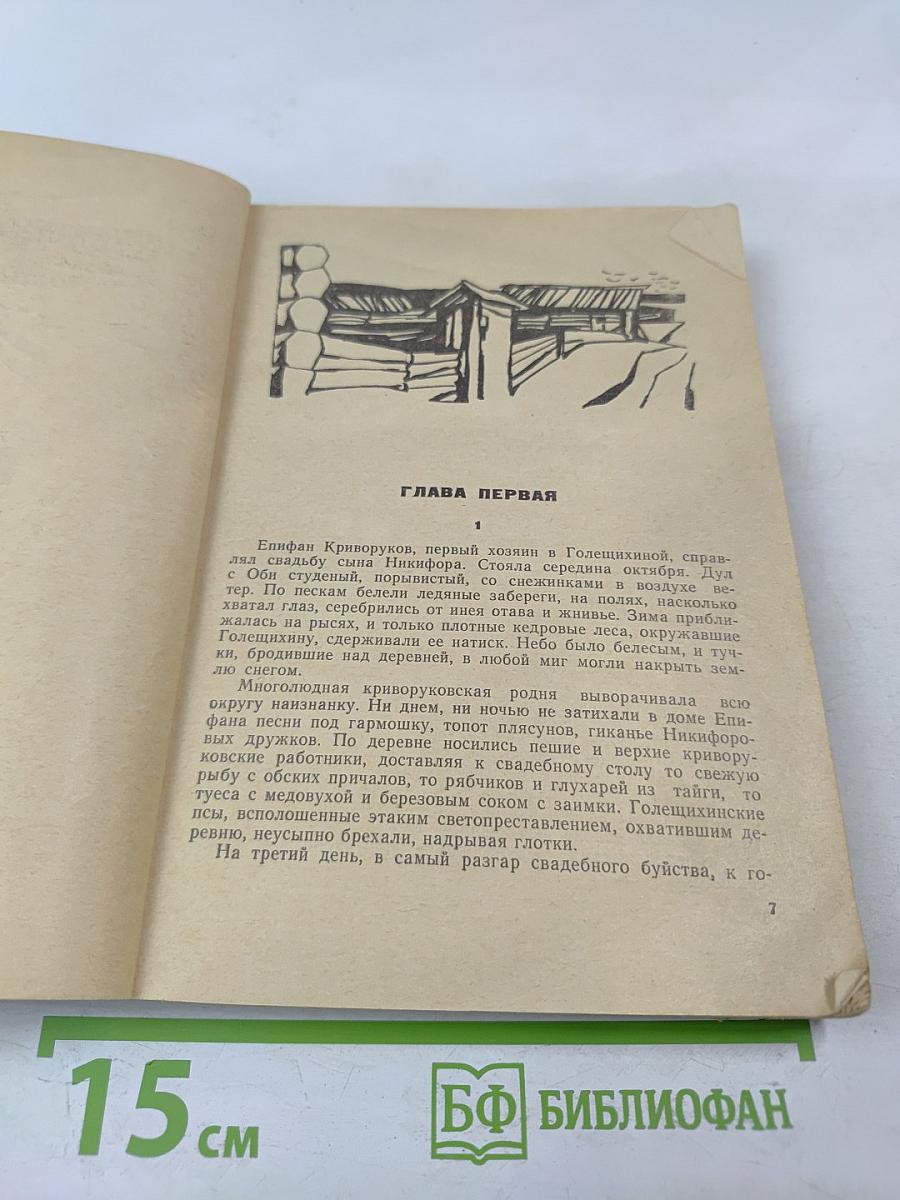 ГЛАВА ПЕРВАЯ
1
Епифан Криворуков, первый хозяин в Голещихиной, справ-
лял свадьбу сына Никифора. Стояла середина октября. Дул
с Оби студеный, порывистый, со снежинками в воздухе ве-
тер. По пескам белели ледяные забереги, на полях, насколько
хватал глаз, серебрились от инея отава и жнивье. Зима прибли-
жалась на рысях, и только плотные кедровые леса, окружавшие
Голещихину, сдерживали ее натиск. Небо было белесым, и туч-
ки, бродившие над деревней, в любой миг могли накрыть зем-
лю снегом.
Многолюдная криворуковская родня выворачивала всю
округу наизнанку. Ни днем, ни ночью не затихали в доме Епи-
фана песни под гармошку, топот плясунов, гиканье Никифоро-
вых дружков. По деревне носились пешие и верхие кривору-
ковские работники, доставляя к свадебному столу то свежую
рыбу с обских причалов, то рябчиков и глухарей из тайги, то
туеса с медовухой и березовым соком с заимки. Голещихинские
псы, всполошенные этаким светопреставлением, охватившим де-
ревню, неусыпно брехали, надрывая глотки.
На третий день, в самый разгар свадебного буйства, к го-
7
15 см
БФ БИБЛИОФАН